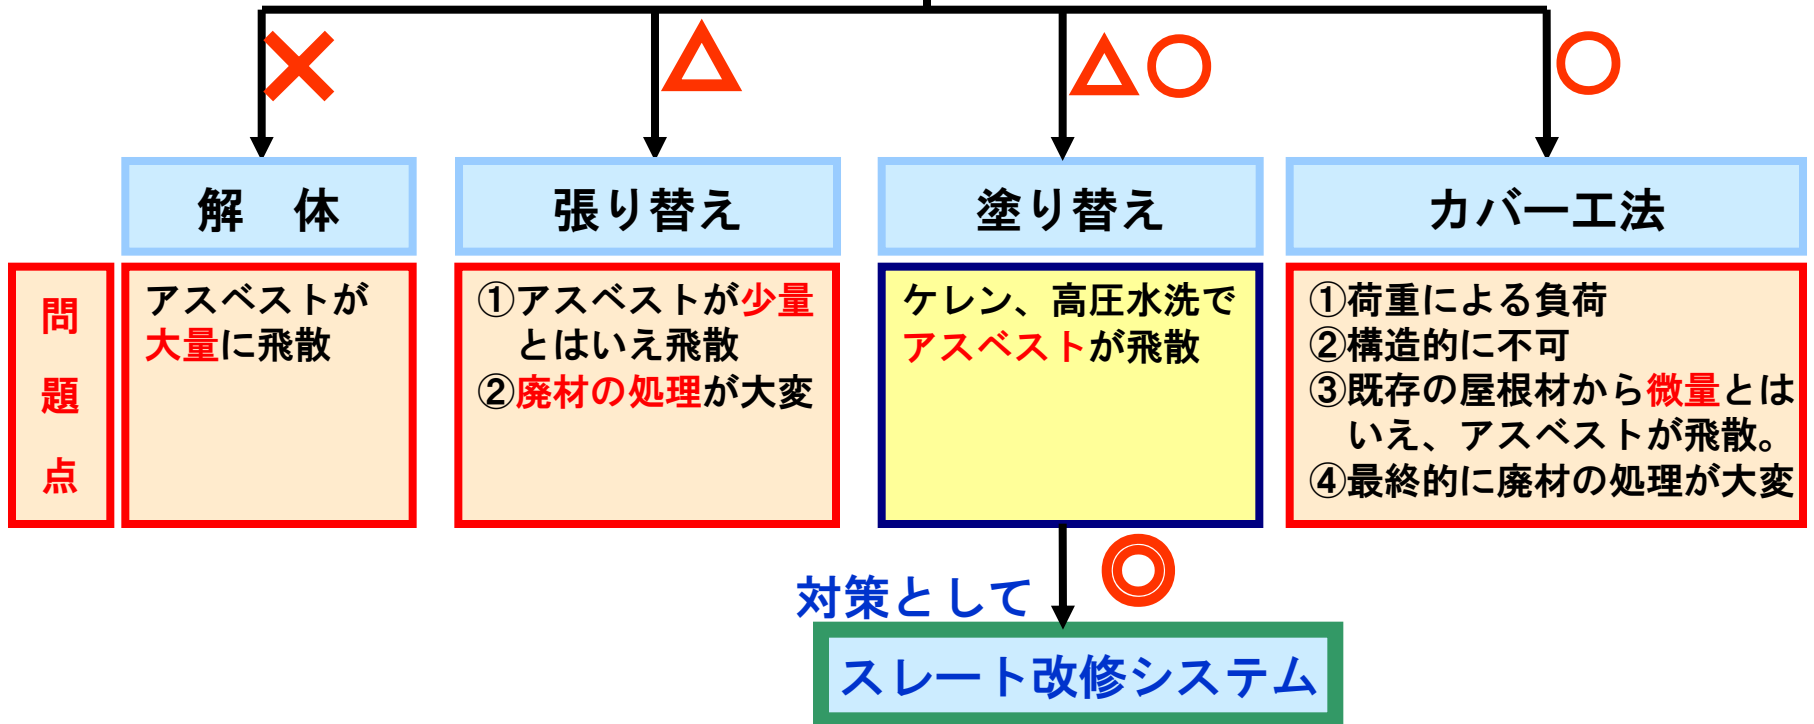 解　体
張り替え
塗り替え
カバー工法
問題点
アスベストが
大量に飛散
①アスベストが少量
とはいえ飛散
②廃材の処理が大変
ケレン、高圧水洗で
アスベストが飛散
①荷重による負荷
②構造的に不可
③既存の屋根材から微量とは
いえ、アスベストが飛散。
④最終的に廃材の処理が大変
対策として
スレート改修システム